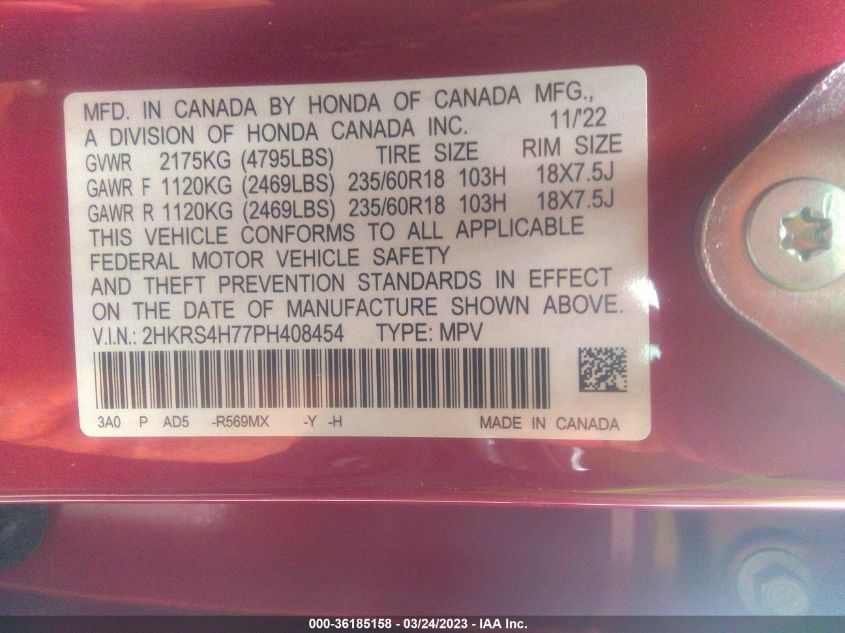 MFD. IN CANADA BY HONDA OF CANADA MFG.,
A DIVISION OF HONDA CANADA INC. 11/'22
GVWR 2175KG (4795LBS) TIRE SIZE RIM SIZE
GAWR F 1120KG (2469LBS) 235/60R18 103H 18X7.5J
GAWR R 1120KG (2469LBS) 235/60R18 103H 18X7.5J
THIS VEHICLE CONFORMS TO ALL APPLICABLE
FEDERAL MOTOR VEHICLE SAFETY
AND THEFT PREVENTION STANDARDS IN EFFECT
ON THE DATE OF MANUFACTURE SHOWN ABOVE.
V.I.N.: 2HKRS4H77PH408454 TYPE: MPV
3A0 P AD5 -R569MX -Y -H MADE IN CANADA
000-36185158 - 03/24/2023 - IAA Inc.